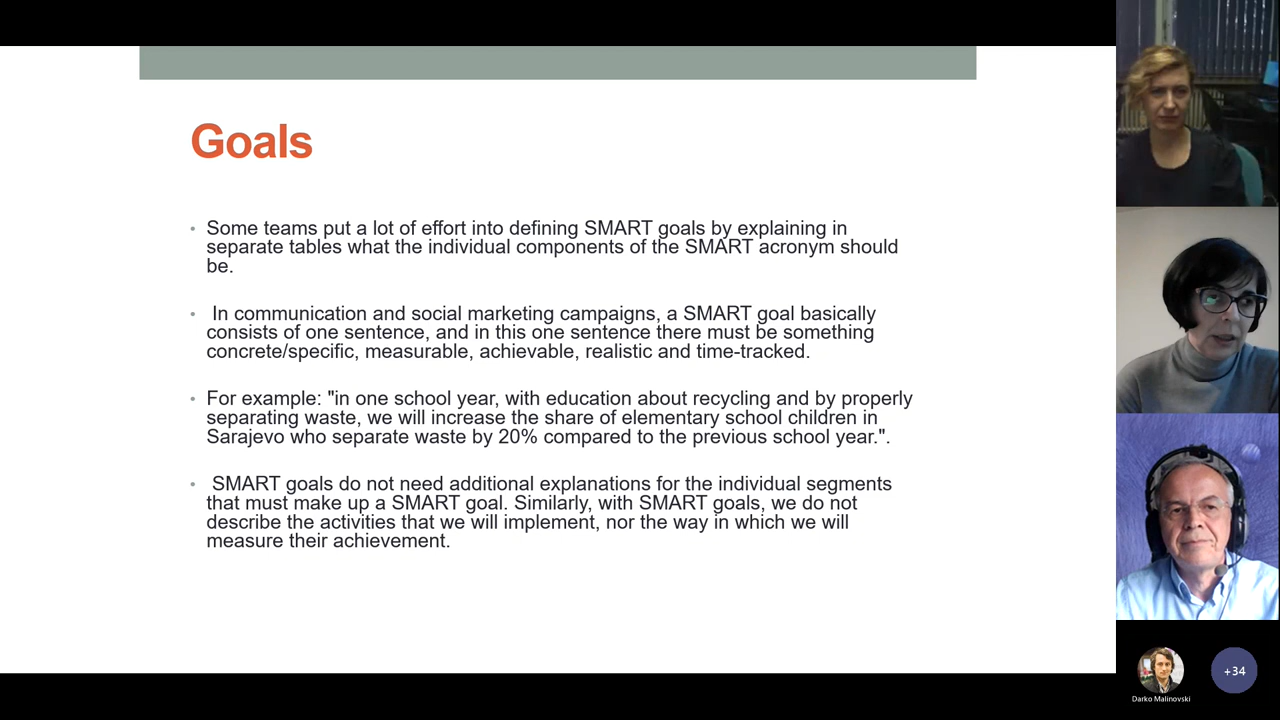 Goals
• Some teams put a lot of effort into defining SMART goals by explaining in
separate tables what the individual components of the SMART acronym should
be.
• In communication and social marketing campaigns, a SMART goal basically
consists of one sentence, and in this one sentence there must be something
concrete/specific, measurable, achievable, realistic and time-tracked.
• For example: "in one school year, with education about recycling and by properly
separating waste, we will increase the share of elementary school children in
Sarajevo who separate waste by 20% compared to the previous school year.".
• SMART goals do not need additional explanations for the individual segments
that must make up a SMART goal. Similarly, with SMART goals, we do not
describe the activities that we will implement, nor the way in which we will
measure their achievement.
Darko Malinovski
+34